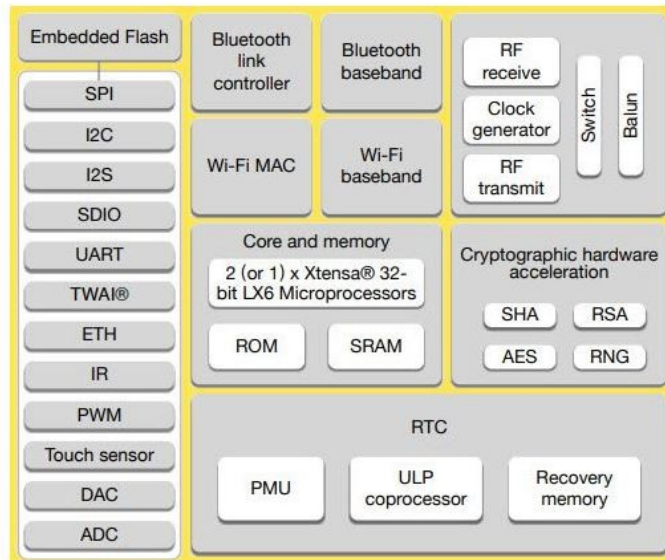 Embedded Flash
SPI
I2C
I2S
SDIO
UART
TWAI®
ETH
IR
PWM
Touch sensor
DAC
ADC
Bluetooth
link
controller
Bluetooth
baseband
Wi-Fi MAC
Wi-Fi
baseband
RF
receive
Clock
generator
RF
transmit
Switch
Balun
Core and memory
2 (or 1) x Xtensa® 32-
bit LX6 Microprocessors
ROM
SRAM
Cryptographic hardware
acceleration
SHA
RSA
AES
RNG
RTC
PMU
ULP
coprocessor
Recovery
memory